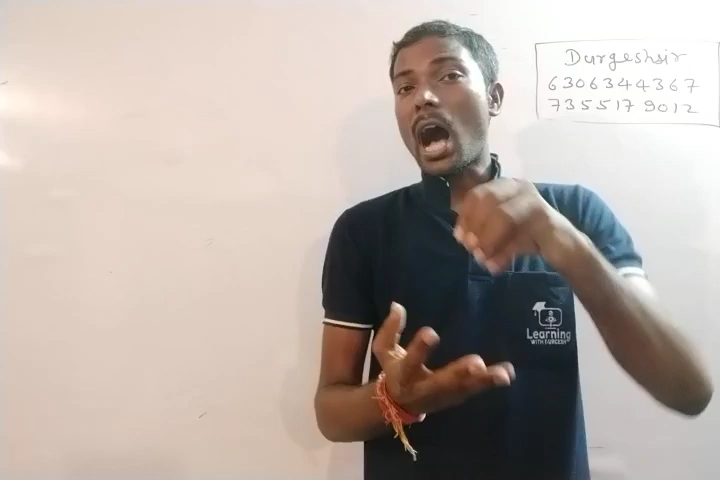 Durgeshsir
6306344367
7355179012
Learning
WITH DURGESH